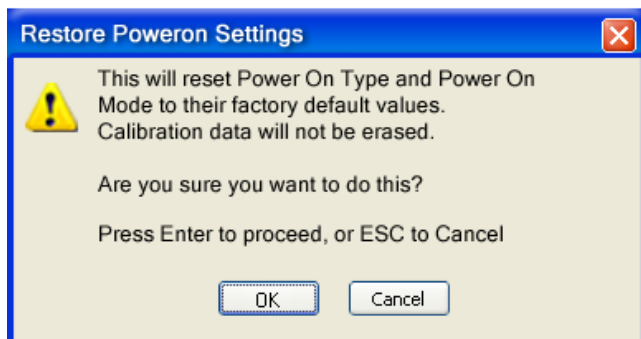 Restore Poweron Settings
This will reset Power On Type and Power On
Mode to their factory default values.
Calibration data will not be erased.
Are you sure you want to do this?
Press Enter to proceed, or ESC to Cancel
OK
Cancel